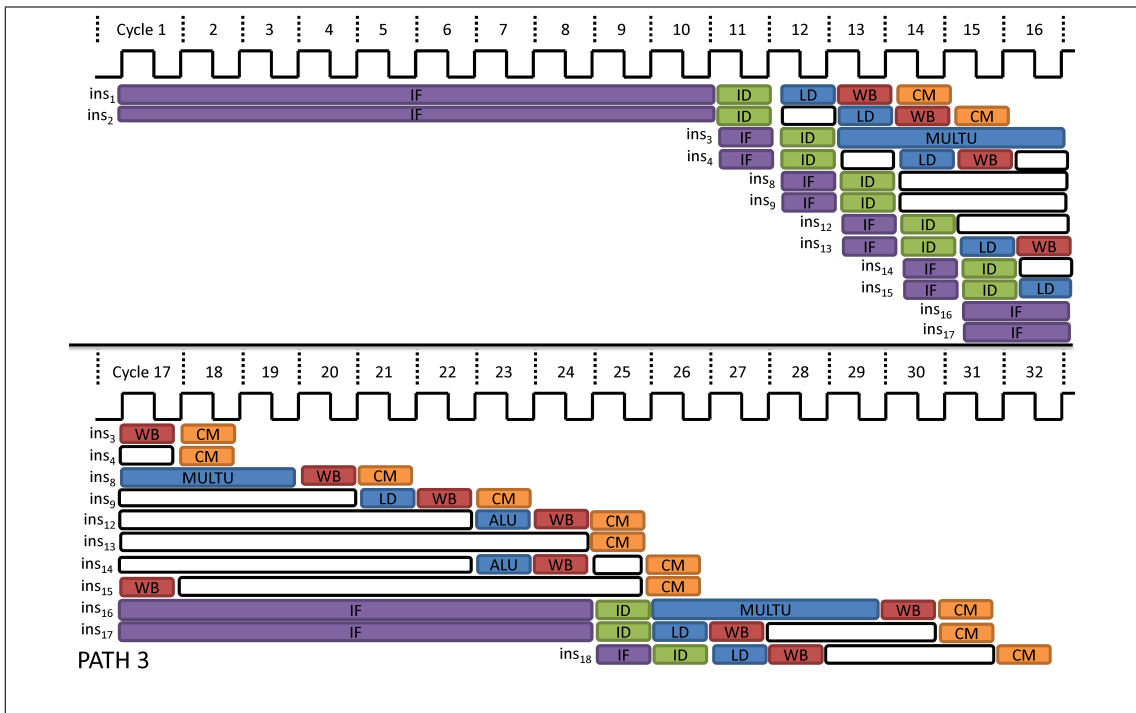 Cycle 1 2 3 4 5 6 7 8 9 10 11 12 13 14 15 16
ins1 IF ID LD WB CM
ins2 IF ID LD WB CM
ins3 IF ID MULTU
ins4 IF ID LD WB
ins8 IF ID
ins9 IF ID
ins12 IF ID
ins13 IF ID LD WB
ins14 IF ID
ins15 IF ID LD
ins16 IF
ins17 IF
Cycle 17 18 19 20 21 22 23 24 25 26 27 28 29 30 31 32
ins3 WB CM
ins4 CM
ins8 MULTU WB CM
ins9 LD WB CM
ins12 ALU WB CM
ins13 CM
ins14 ALU WB CM
ins15 WB CM
ins16 IF ID MULTU WB CM
ins17 IF ID LD WB CM
ins18 IF ID LD WB CM
PATH 3